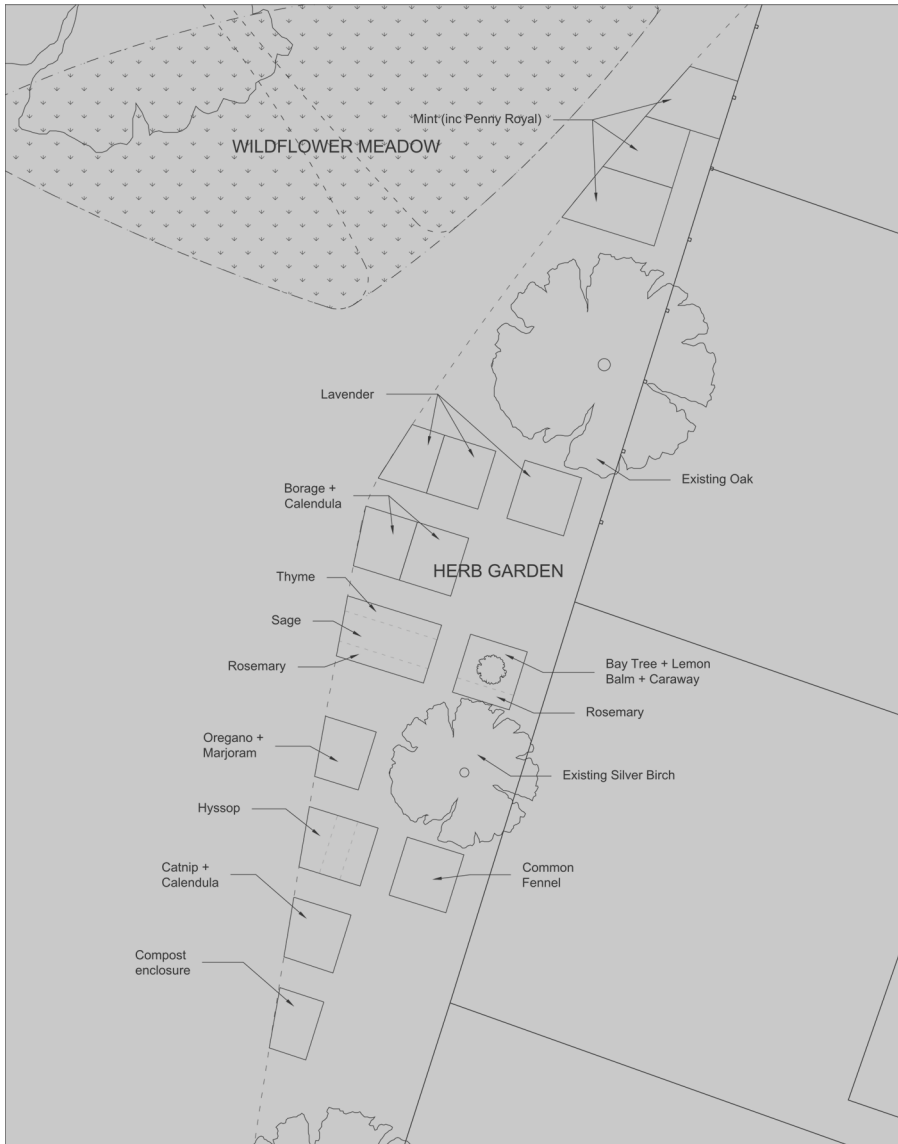 Mint (inc Penny Royal)
WILDFLOWER MEADOW
Lavender
Existing Oak
Borage +
Calendula
HERB GARDEN
Thyme
Sage
Rosemary
Bay Tree + Lemon
Balm + Caraway
Rosemary
Oregano +
Marjoram
Existing Silver Birch
Hyssop
Catnip +
Calendula
Common
Fennel
Compost
enclosure